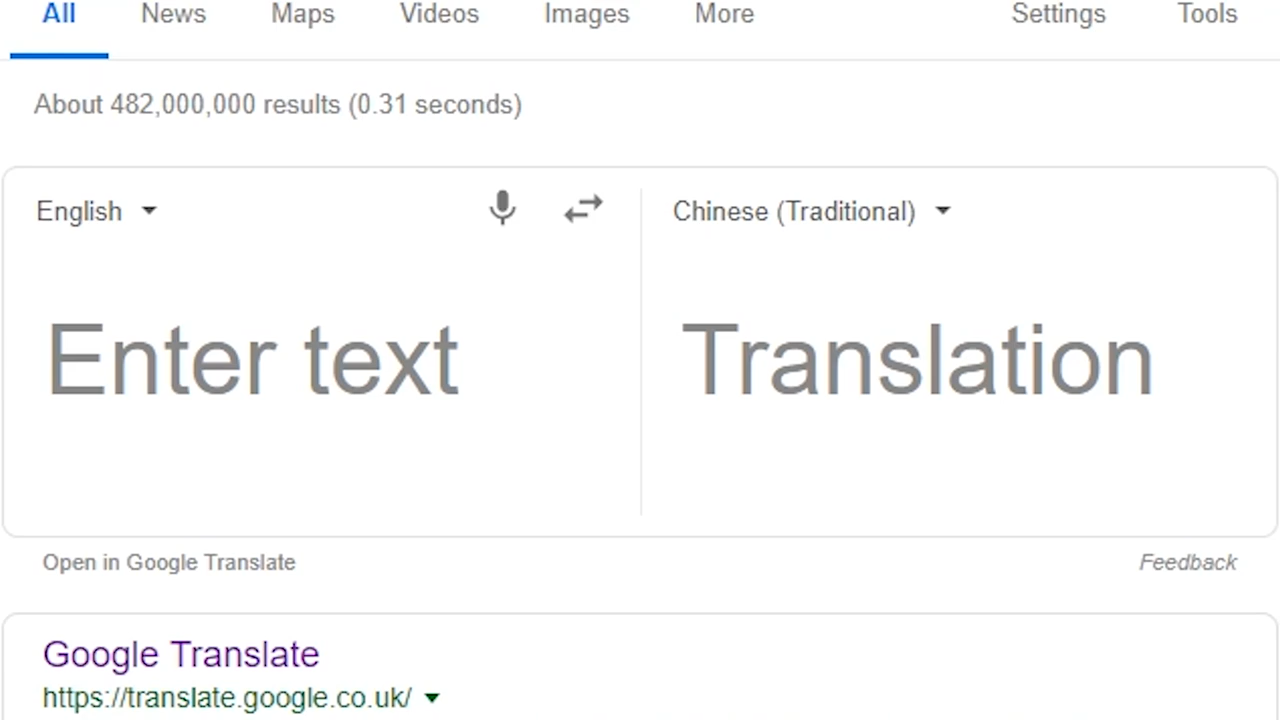 All News Maps Videos Images More Settings Tools
About 482,000,000 results (0.31 seconds)
English Chinese (Traditional)
Enter text Translation
Open in Google Translate Feedback
Google Translate
https://translate.google.co.uk/